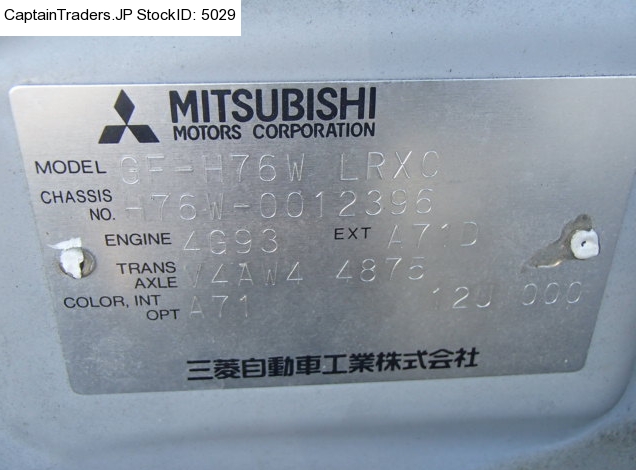 CaptainTraders.JP StockID: 5029
MITSUBISHI
MOTORS CORPORATION
MODEL GF-H76W LRXC
CHASSIS NO. H76W-0012396
ENGINE 4G93 EXT A71D
TRANS AXLE V4AW4 4875
COLOR, INT OPT A71 12U 000
三菱自動車工業株式会社